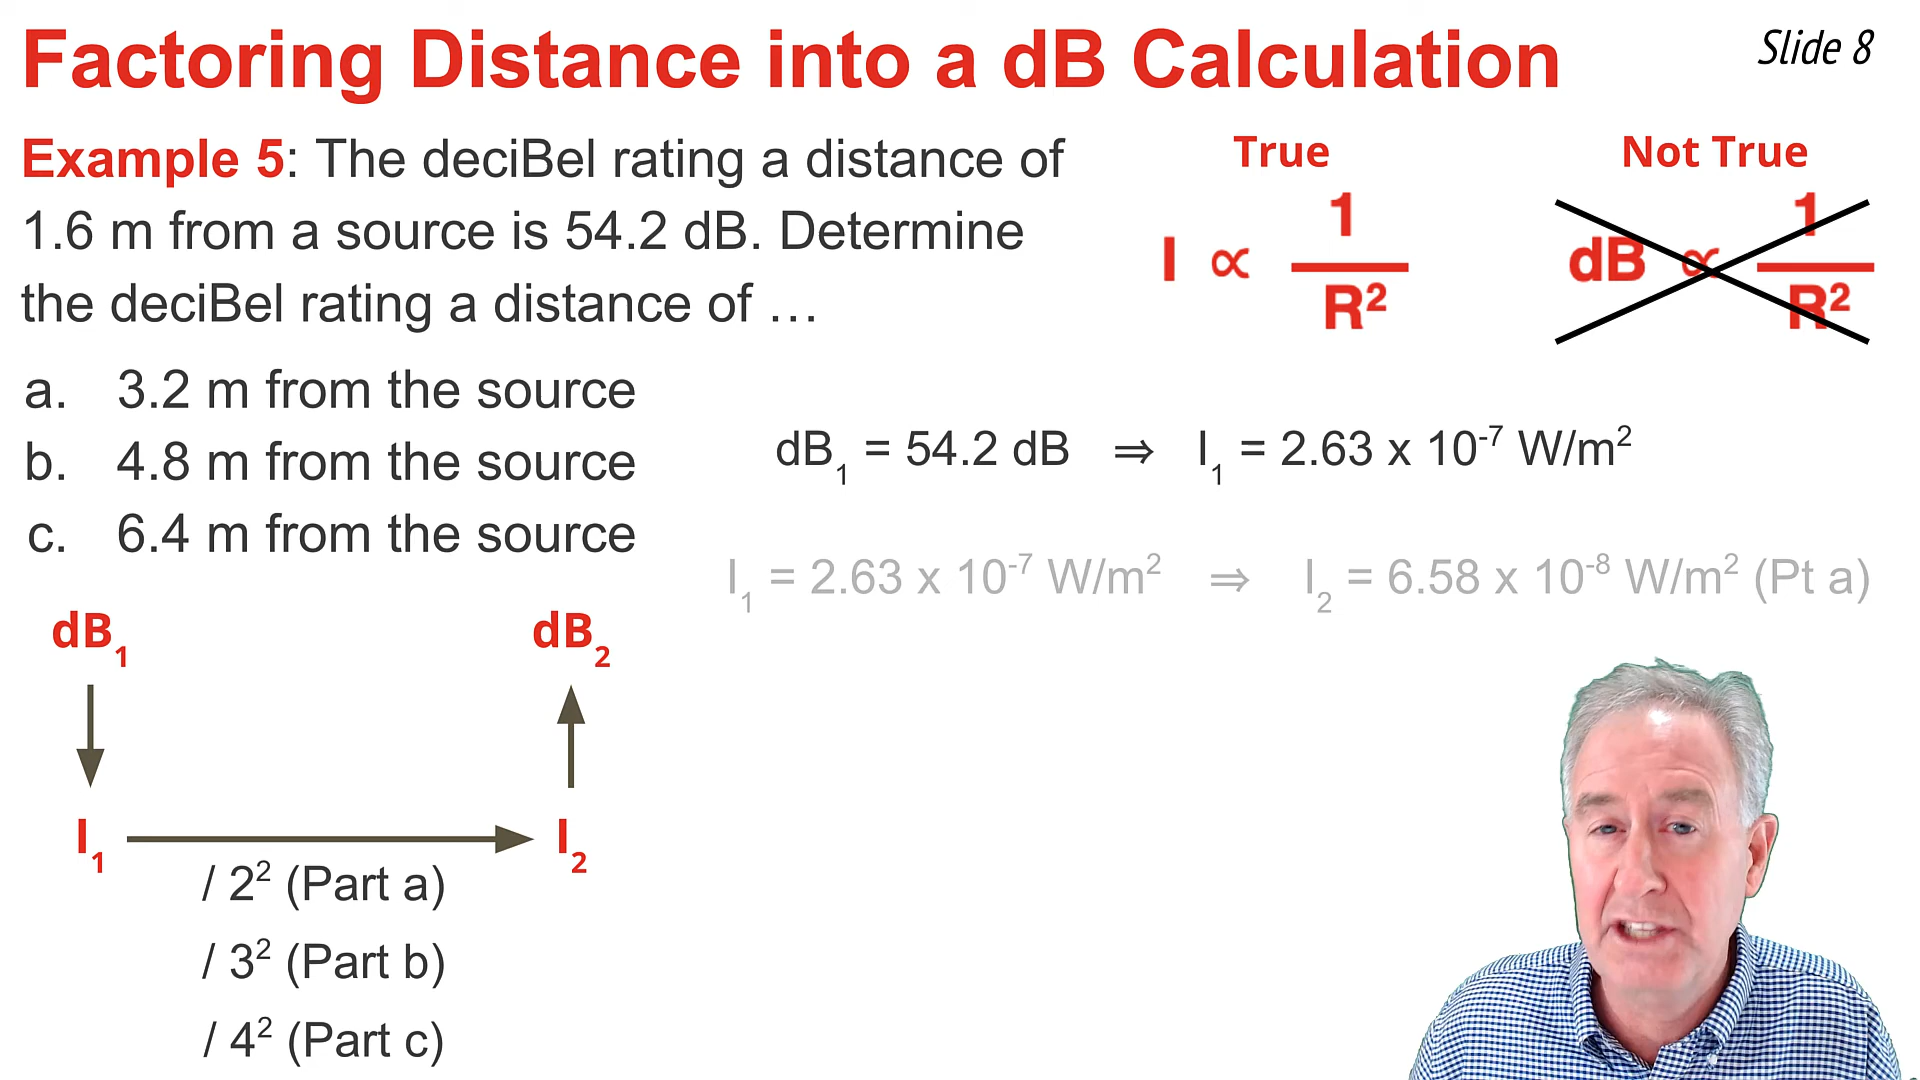 Factoring Distance into a dB Calculation
Slide 8
Example 5: The deciBel rating a distance of
1.6 m from a source is 54.2 dB. Determine
the deciBel rating a distance of …
a. 3.2 m from the source
b. 4.8 m from the source
c. 6.4 m from the source
True
I ∝ 1 / R²
Not True
dB ∝ 1 / R²
dB₁ = 54.2 dB ⇒ I₁ = 2.63 x 10⁻⁷ W/m²
I₁ = 2.63 x 10⁻⁷ W/m² ⇒ I₂ = 6.58 x 10⁻⁸ W/m² (Pt a)
dB₁
dB₂
I₁
I₂
/ 2² (Part a)
/ 3² (Part b)
/ 4² (Part c)